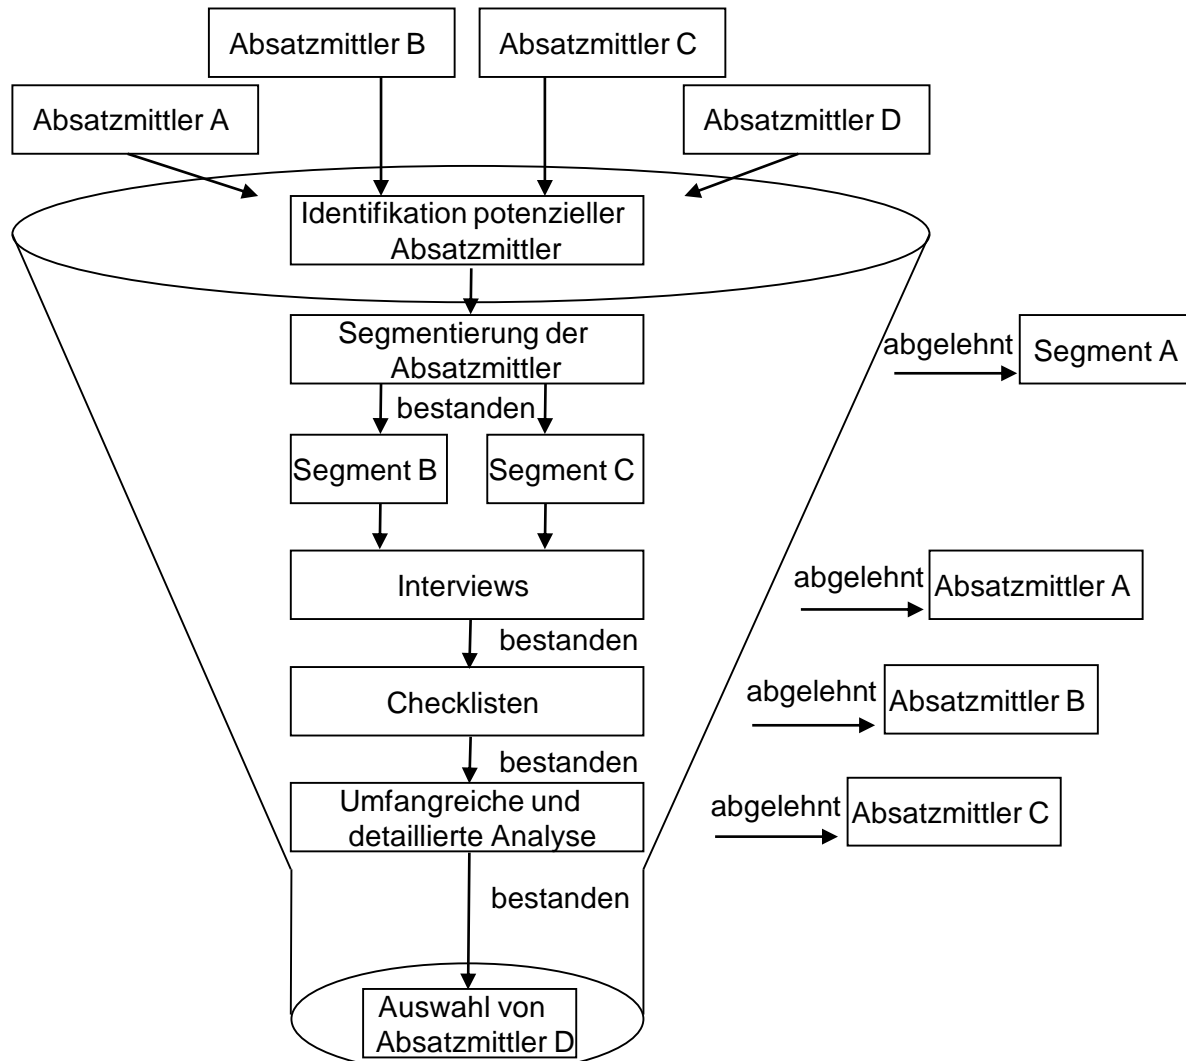 Absatzmittler B
Absatzmittler C
Absatzmittler A
Absatzmittler D
Identifikation potenzieller
Absatzmittler
Segmentierung der
Absatzmittler
abgelehnt
Segment A
bestanden
Segment B
Segment C
Interviews
abgelehnt
Absatzmittler A
bestanden
Checklisten
abgelehnt
Absatzmittler B
bestanden
Umfangreiche und
detaillierte Analyse
abgelehnt
Absatzmittler C
bestanden
Auswahl von
Absatzmittler D